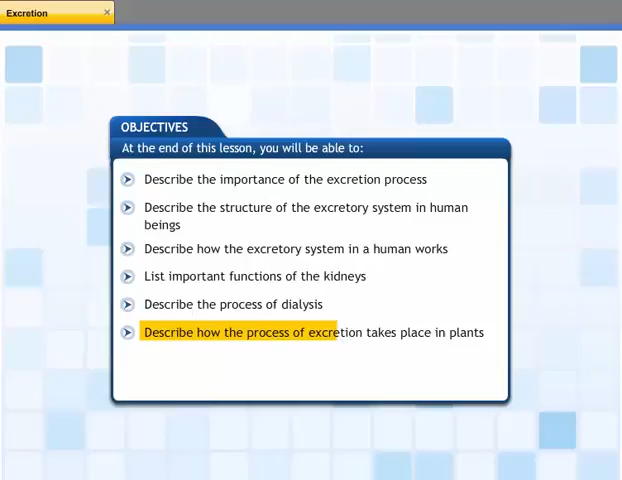 Excretion
OBJECTIVES
At the end of this lesson, you will be able to:
Describe the importance of the excretion process
Describe the structure of the excretory system in human
beings
Describe how the excretory system in a human works
List important functions of the kidneys
Describe the process of dialysis
Describe how the process of excretion takes place in plants